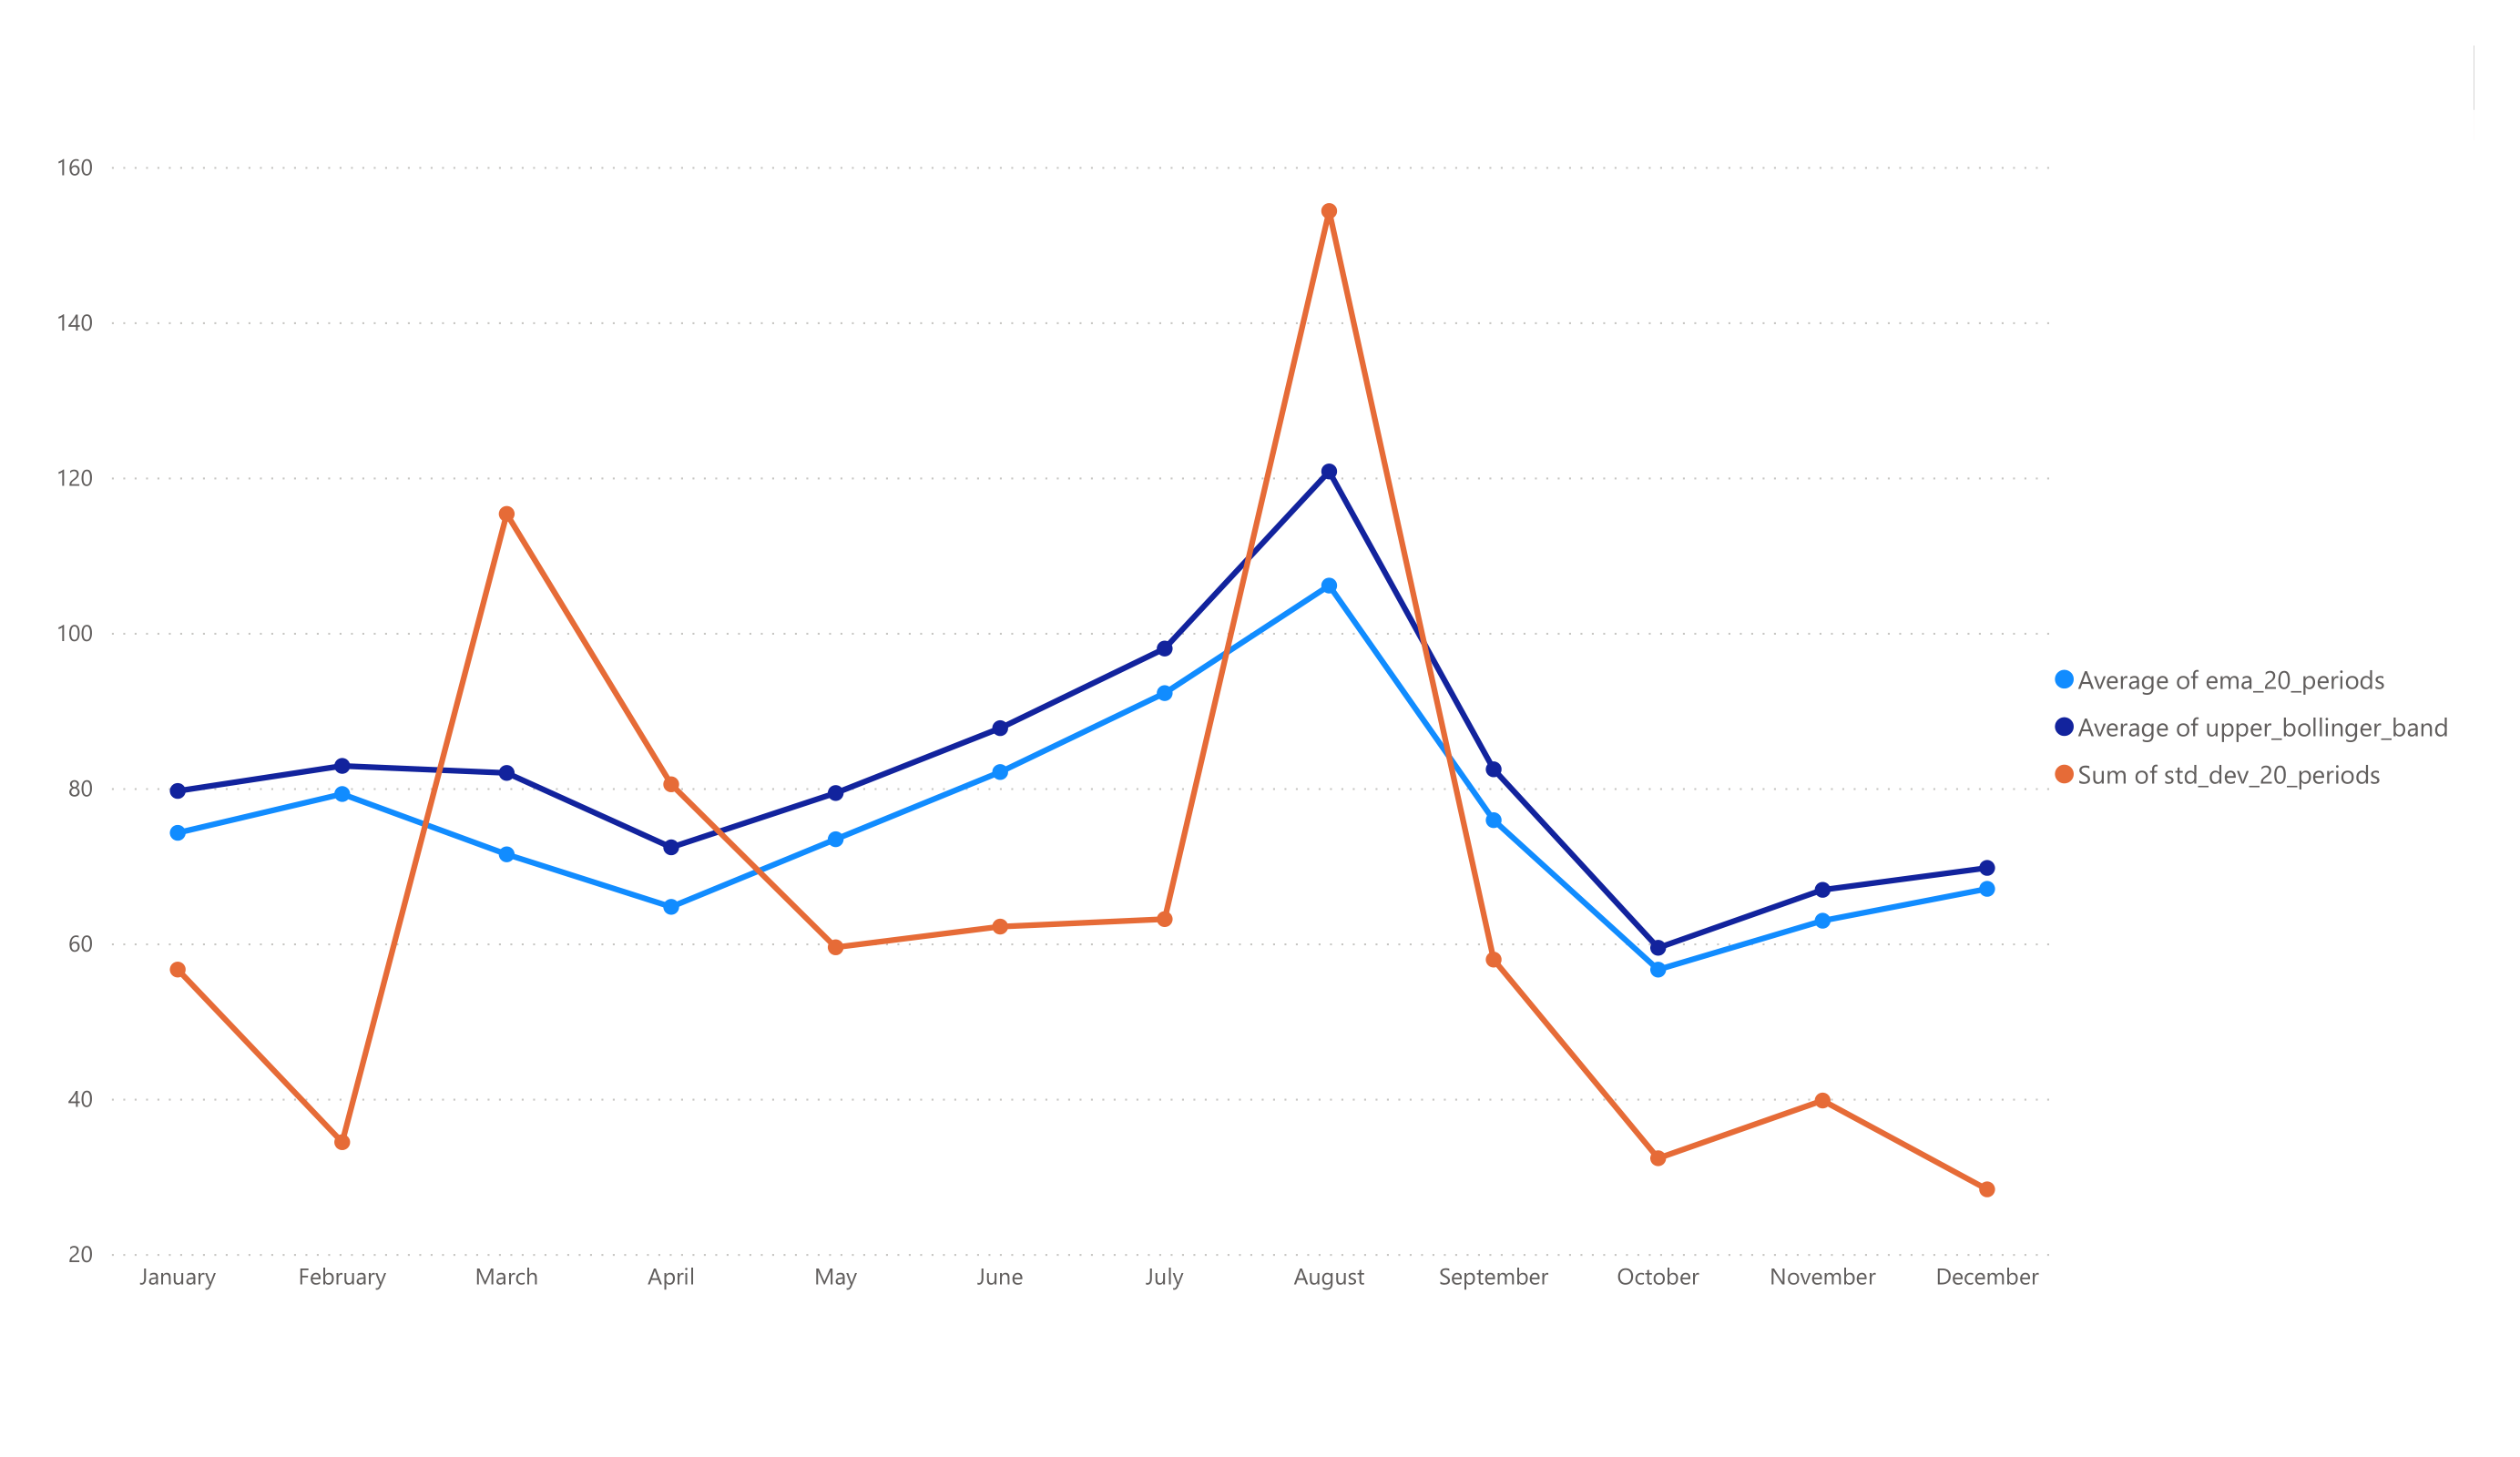 160
140
120
100
80
60
40
20
January February March April May June July August September October November December
Average of ema_20_periods
Average of upper_bollinger_band
Sum of std_dev_20_periods